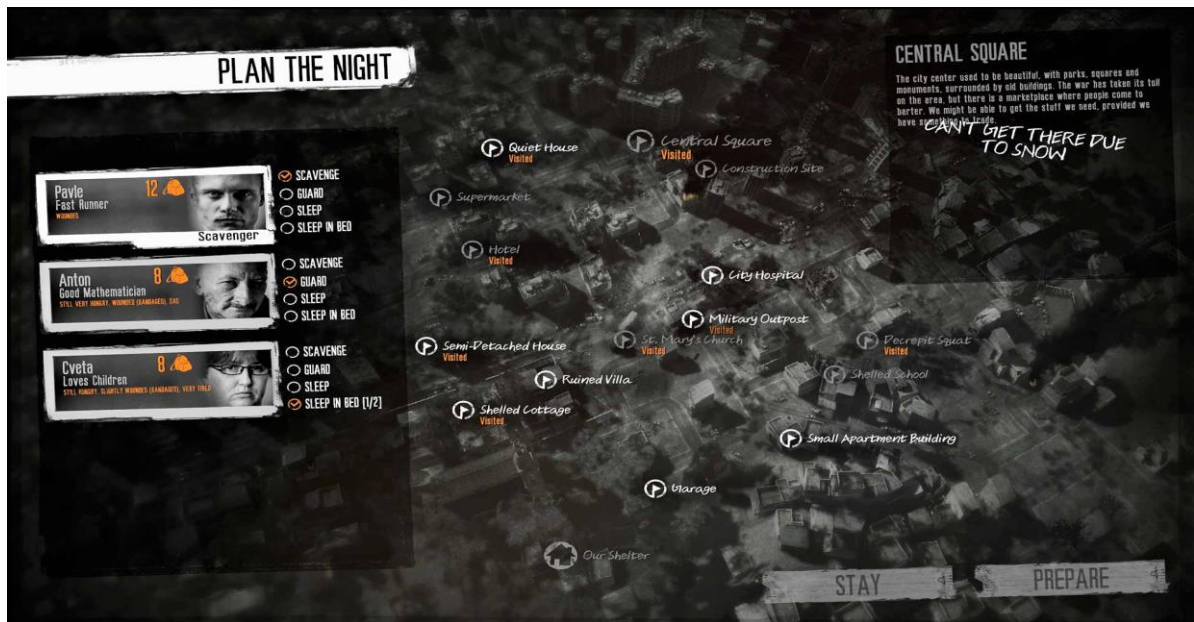 PLAN THE NIGHT
Pavle
12
Fast Runner
WOUNDED
Scavenger
SCAVENGE
GUARD
SLEEP
SLEEP IN BED
Anton
8
Good Mathematician
STILL VERY HUNGRY, WOUNDED (BANDAGED), SAD
SCAVENGE
GUARD
SLEEP
SLEEP IN BED
Cveta
8
Loves Children
STILL HUNGRY, SLIGHTLY WOUNDED (BANDAGED), VERY TIRED
SCAVENGE
GUARD
SLEEP
SLEEP IN BED [1/2]
Quiet House
Visited
Central Square
Visited
Construction Site
Supermarket
Hotel
Visited
City Hospital
Military Outpost
Visited
St. Mary's Church
Visited
Semi-Detached House
Visited
Decrepit Squat
Visited
Ruined Villa
Shelled School
Shelled Cottage
Visited
Small Apartment Building
Garage
Our Shelter
CENTRAL SQUARE
The city center used to be beautiful, with parks, squares and
monuments, surrounded by old buildings. The war has taken its toll
on the area, but there is a marketplace where people come to
barter. We might be able to get the stuff we need, provided we
have something to trade.
CAN'T GET THERE DUE
TO SNOW
STAY
PREPARE